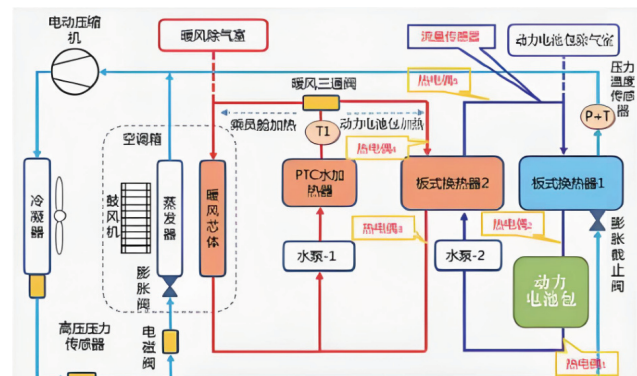 电动压缩
机
暖风除气室
流量传感器
动力电池包除气室
压力
温度传
感器
热电偶5
暖风三通阀
P+T
空调箱
乘员舱加热
T1
动力电池包加热
热电偶4
冷凝器
鼓风机
蒸发器
暖风芯体
PTC水加
热器
板式换热器2
板式换热器1
膨胀截止阀
热电偶3
热电偶2
水泵-1
水泵-2
膨胀阀
动力
电池包
高压压力
传感器
电磁阀
热电偶1